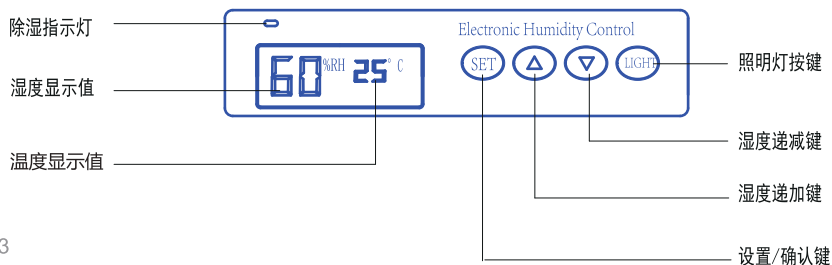 除湿指示灯
湿度显示值
温度显示值
Electronic Humidity Control
60 %RH 25° C
SET
LIGHT
照明灯按键
湿度递减键
湿度递加键
设置/确认键
3